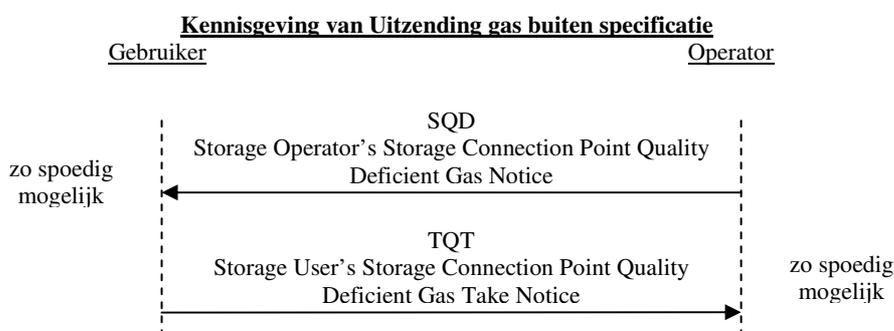 Kennisgeving van Uitzending gas buiten specificatie
Gebruiker
Operator
SQD
Storage Operator's Storage Connection Point Quality
Deficient Gas Notice
zo spoedig
mogelijk
TQT
Storage User's Storage Connection Point Quality
Deficient Gas Take Notice
zo spoedig
mogelijk